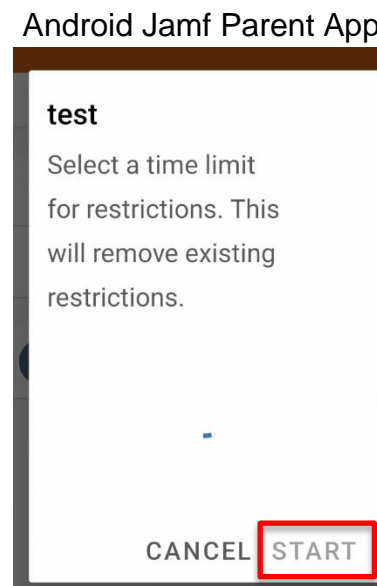 Android Jamf Parent App
test
Select a time limit
for restrictions. This
will remove existing
restrictions.
CANCEL START